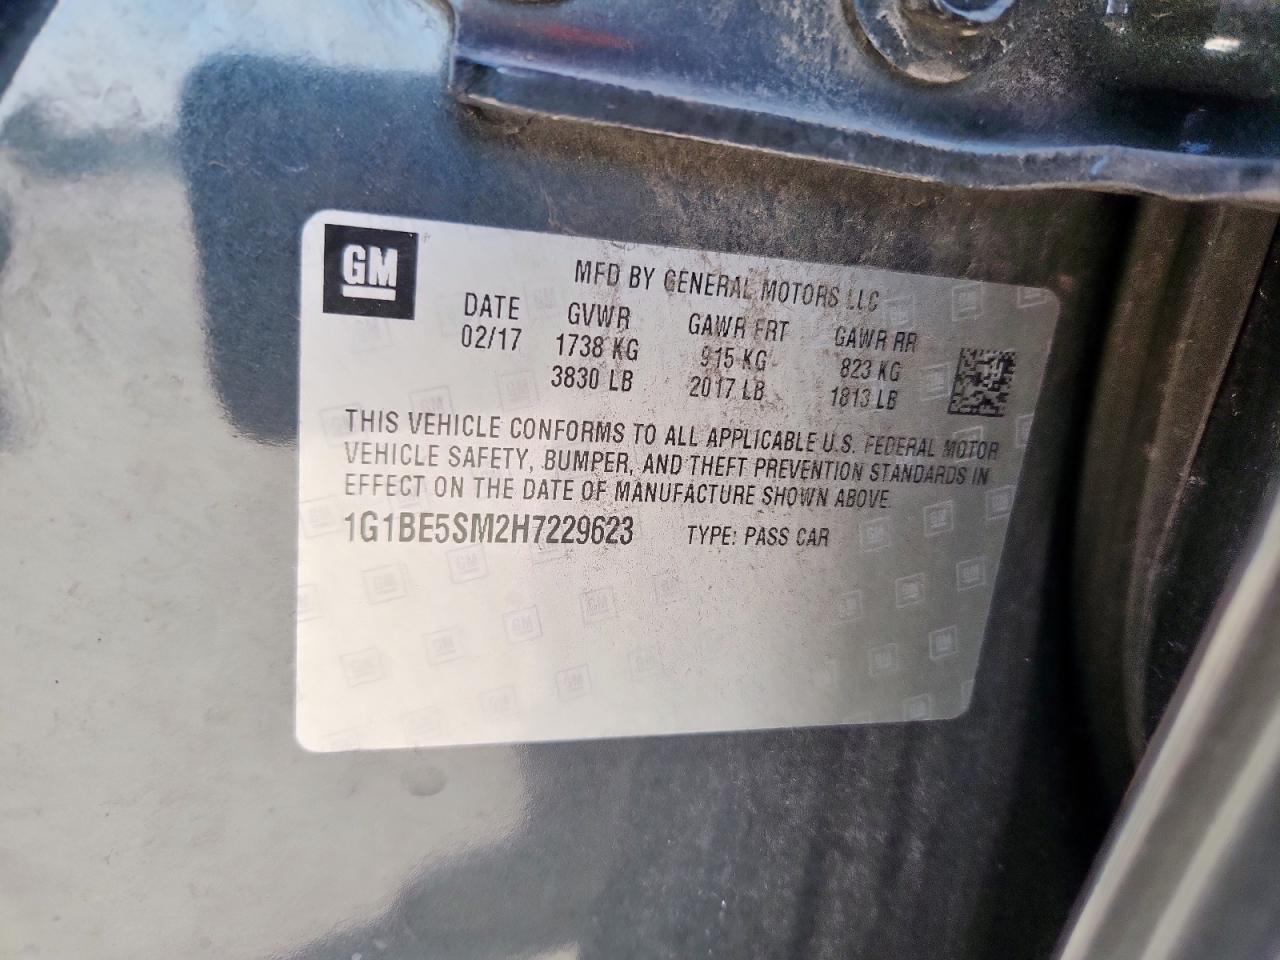 GM
MFD BY GENERAL MOTORS LLC
DATE GVWR GAWR FRT GAWR RR
02/17 1738 KG 915 KG 823 KG
3830 LB 2017 LB 1813 LB
THIS VEHICLE CONFORMS TO ALL APPLICABLE U.S. FEDERAL MOTOR
VEHICLE SAFETY, BUMPER, AND THEFT PREVENTION STANDARDS IN
EFFECT ON THE DATE OF MANUFACTURE SHOWN ABOVE.
1G1BE5SM2H7229623 TYPE: PASS CAR